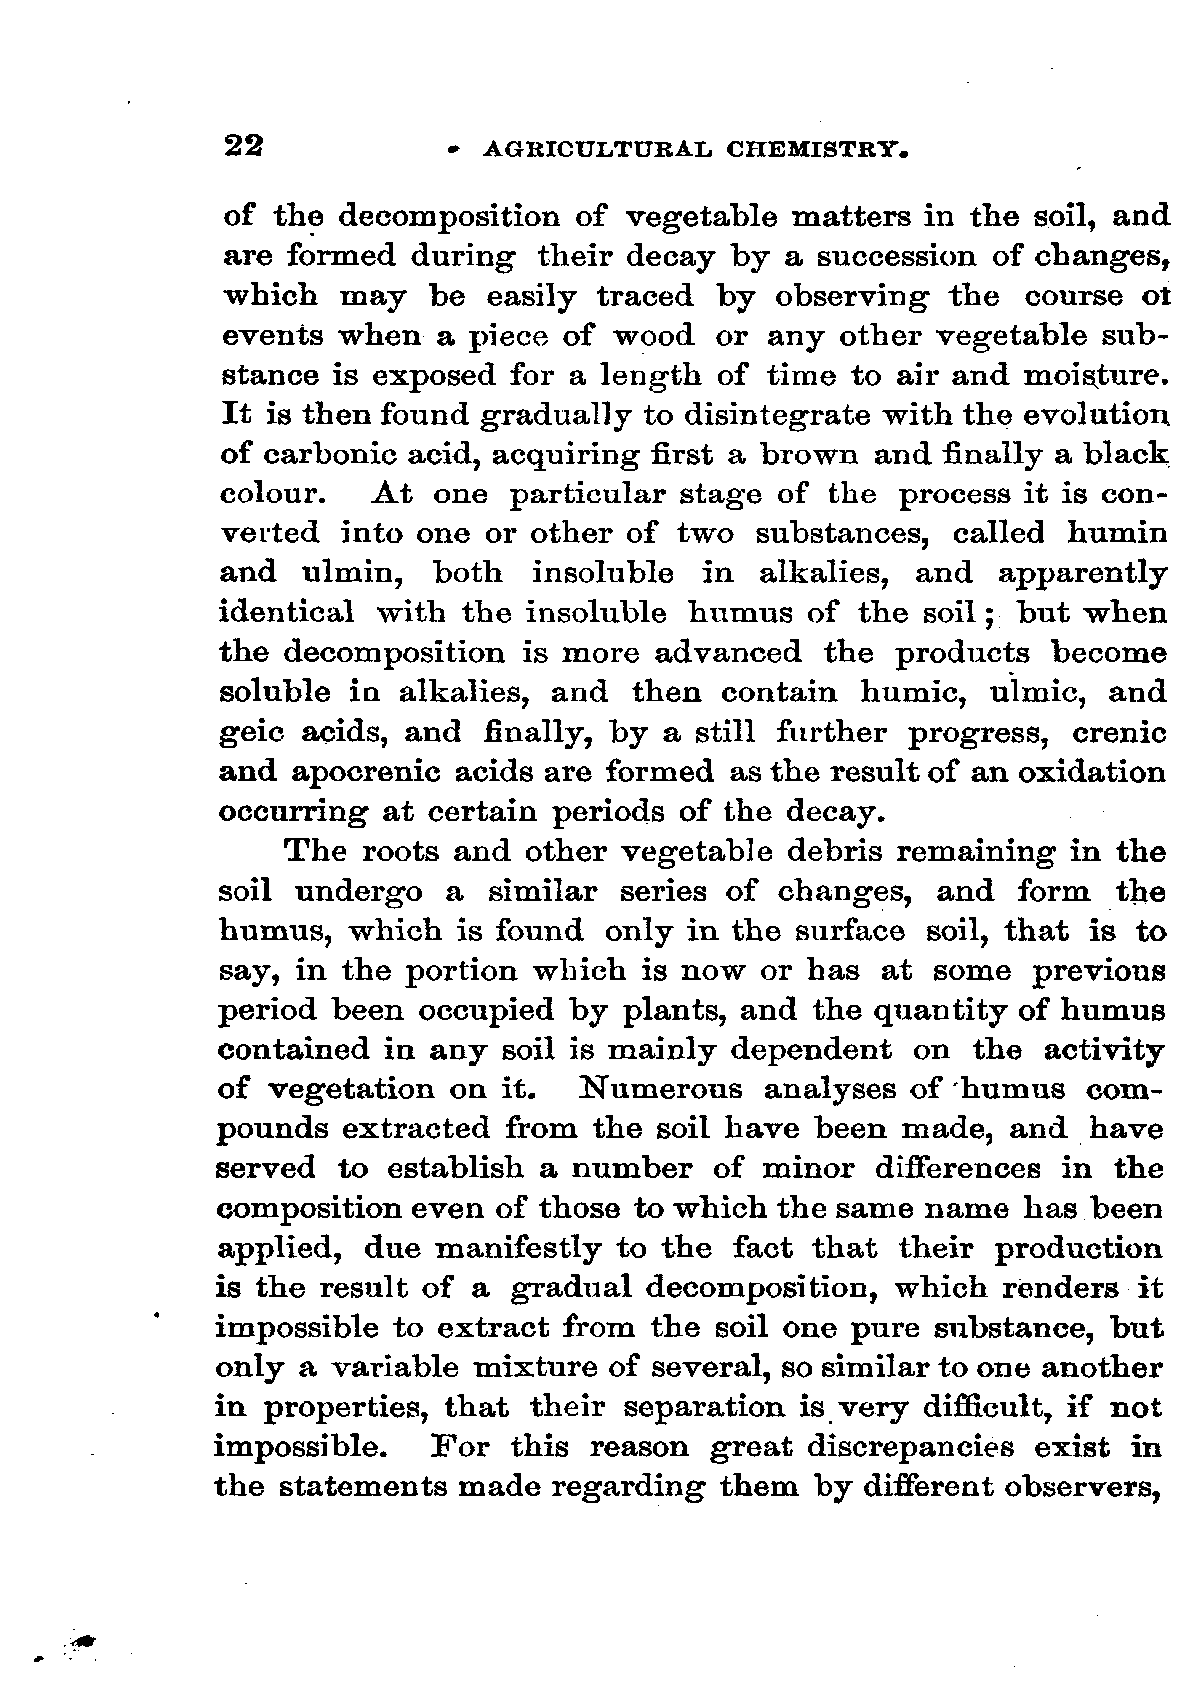 22 AGRICULTURAL CHEMISTRY.
of the decomposition of vegetable matters in the soil, and
are formed during their decay by a succession of changes,
which may be easily traced by observing the course of
events when a piece of wood or any other vegetable sub-
stance is exposed for a length of time to air and moisture.
It is then found gradually to disintegrate with the evolution
of carbonic acid, acquiring first a brown and finally a black
colour. At one particular stage of the process it is con-
verted into one or other of two substances, called humin
and ulmin, both insoluble in alkalies, and apparently
identical with the insoluble humus of the soil; but when
the decomposition is more advanced the products become
soluble in alkalies, and then contain humic, ulmic, and
geic acids, and finally, by a still further progress, crenic
and apocrenic acids are formed as the result of an oxidation
occurring at certain periods of the decay.
The roots and other vegetable debris remaining in the
soil undergo a similar series of changes, and form the
humus, which is found only in the surface soil, that is to
say, in the portion which is now or has at some previous
period been occupied by plants, and the quantity of humus
contained in any soil is mainly dependent on the activity
of vegetation on it. Numerous analyses of humus com-
pounds extracted from the soil have been made, and have
served to establish a number of minor differences in the
composition even of those to which the same name has been
applied, due manifestly to the fact that their production
is the result of a gradual decomposition, which renders it
impossible to extract from the soil one pure substance, but
only a variable mixture of several, so similar to one another
in properties, that their separation is very difficult, if not
impossible. For this reason great discrepancies exist in
the statements made regarding them by different observers,